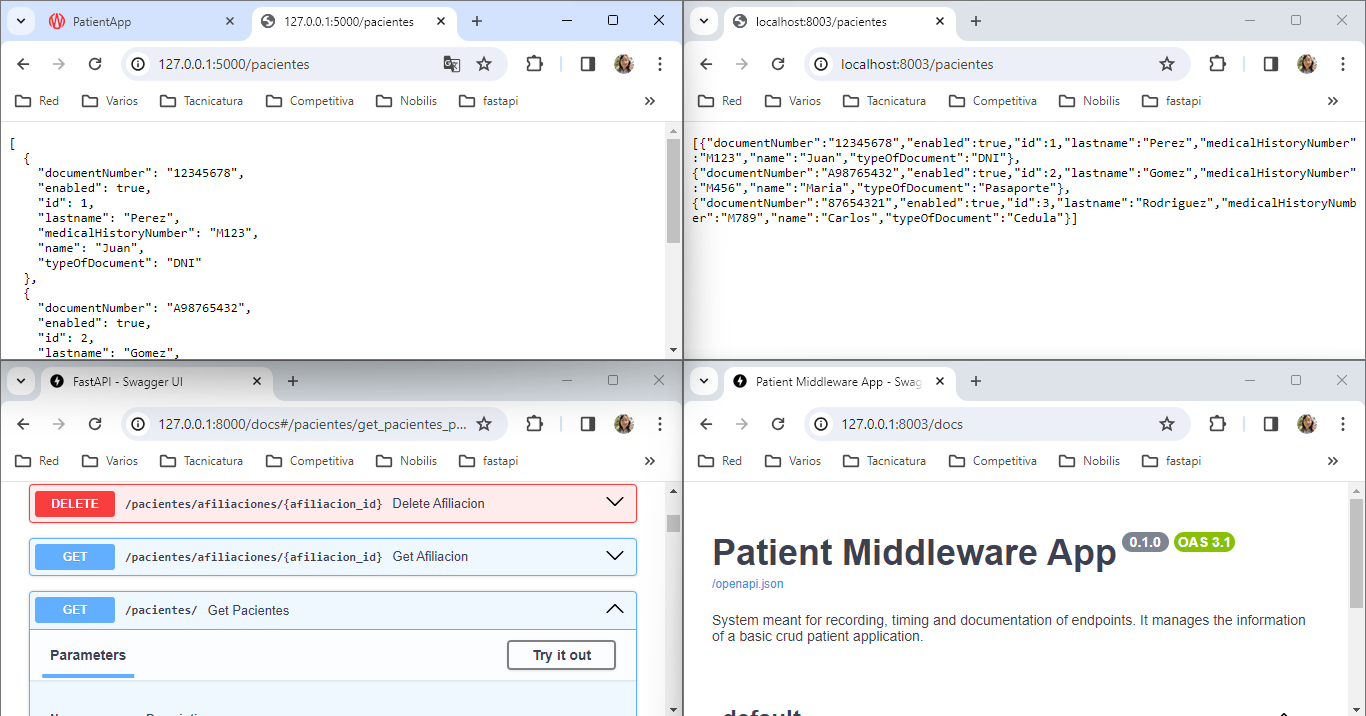 PatientApp
127.0.0.1:5000/pacientes
127.0.0.1:5000/pacientes
Red
Varios
Tacnicatura
Competitiva
Nobilis
fastapi
[
{
"documentNumber": "12345678",
"enabled": true,
"id": 1,
"lastname": "Perez",
"medicalHistoryNumber": "M123",
"name": "Juan",
"typeOfDocument": "DNI"
},
{
"documentNumber": "A98765432",
"enabled": true,
"id": 2,
"lastname": "Gomez",
localhost:8003/pacientes
localhost:8003/pacientes
Red
Varios
Tacnicatura
Competitiva
Nobilis
fastapi
[{"documentNumber":"12345678","enabled":true,"id":1,"lastname":"Perez","medicalHistoryNumber"
:"M123","name":"Juan","typeOfDocument":"DNI"},
{"documentNumber":"A98765432","enabled":true,"id":2,"lastname":"Gomez","medicalHistoryNumber"
:"M456","name":"Maria","typeOfDocument":"Pasaporte"},
{"documentNumber":"87654321","enabled":true,"id":3,"lastname":"Rodriguez","medicalHistoryNumb
er":"M789","name":"Carlos","typeOfDocument":"Cedula"}]
FastAPI - Swagger UI
127.0.0.1:8000/docs#/pacientes/get_pacientes_p...
Red
Varios
Tacnicatura
Competitiva
Nobilis
fastapi
DELETE /pacientes/afiliaciones/{afiliacion_id} Delete Afiliacion
GET /pacientes/afiliaciones/{afiliacion_id} Get Afiliacion
GET /pacientes/ Get Pacientes
Parameters
Try it out
Patient Middleware App - Swag
127.0.0.1:8003/docs
Red
Varios
Tacnicatura
Competitiva
Nobilis
fastapi
Patient Middleware App 0.1.0 OAS 3.1
/openapi.json
System meant for recording, timing and documentation of endpoints. It manages the information
of a basic crud patient application.
default